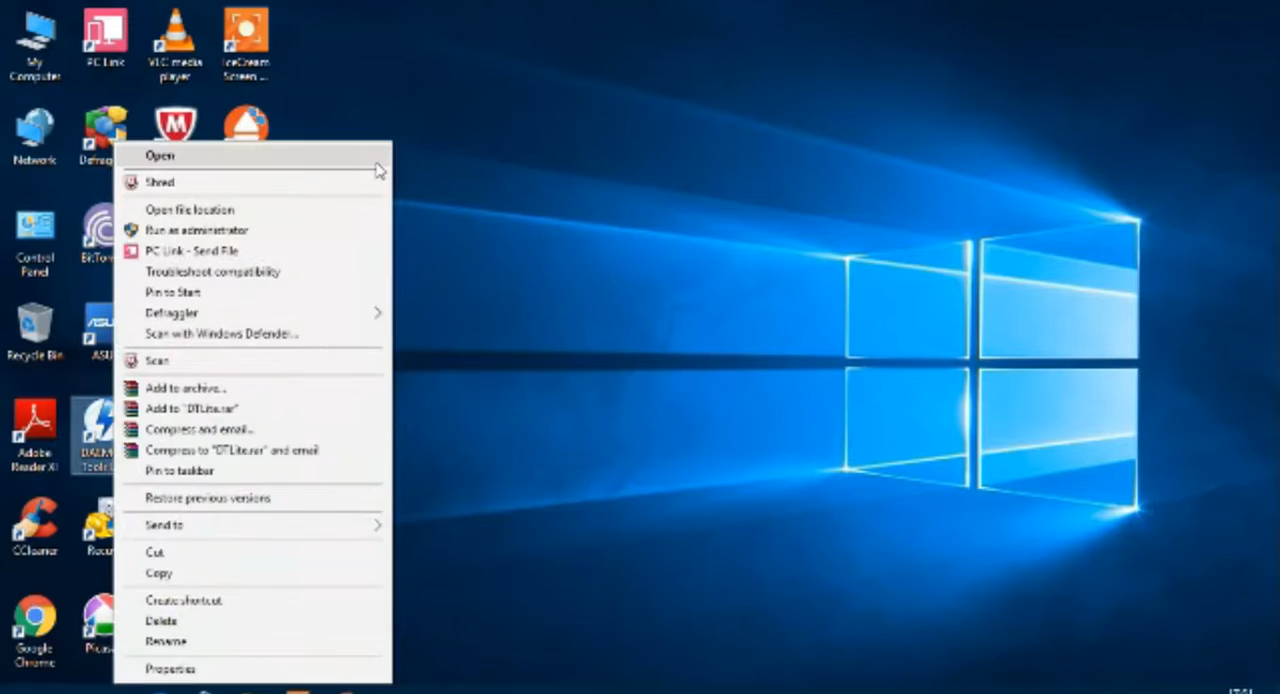 My
Computer
PC Link
VLC media
player
IceCream
Screen ...
Network
Defrag
Control
Panel
BitTor
Recycle Bin
ASU
Adobe
Reader XI
DAEM
Tools L
CCleaner
Recu
Google
Chrome
Picas
Open
Shred
Open file location
Run as administrator
PC Link - Send File
Troubleshoot compatibility
Pin to Start
Defraggler
Scan with Windows Defender...
Scan
Add to archive...
Add to "DTLite.rar"
Compress and email...
Compress to "DTLite.rar" and email
Pin to taskbar
Restore previous versions
Send to
Cut
Copy
Create shortcut
Delete
Rename
Properties